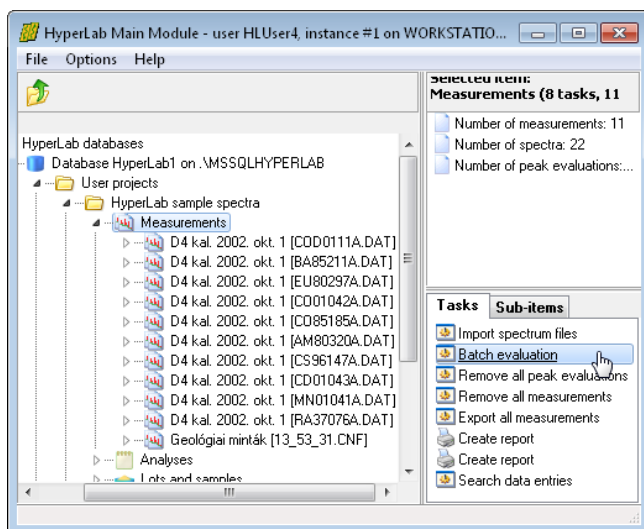 HyperLab Main Module - user HLUser4, instance #1 on WORKSTATIO...
File Options Help
HyperLab databases
Database HyperLab1 on .\MSSQLHYPERLAB
User projects
HyperLab sample spectra
Measurements
D4 kal. 2002. okt. 1 [COD0111A.DAT]
D4 kal. 2002. okt. 1 [BA85211A.DAT]
D4 kal. 2002. okt. 1 [EU80297A.DAT]
D4 kal. 2002. okt. 1 [CO01042A.DAT]
D4 kal. 2002. okt. 1 [CO85185A.DAT]
D4 kal. 2002. okt. 1 [AM80320A.DAT]
D4 kal. 2002. okt. 1 [CS96147A.DAT]
D4 kal. 2002. okt. 1 [CD01043A.DAT]
D4 kal. 2002. okt. 1 [MN01041A.DAT]
D4 kal. 2002. okt. 1 [RA37076A.DAT]
Geológiai minták [13_53_31.CNF]
Analyses
Lots and samples
Selected item:
Measurements (8 tasks, 11
Number of measurements: 11
Number of spectra: 22
Number of peak evaluations:...
Tasks Sub-items
Import spectrum files
Batch evaluation
Remove all peak evaluations
Remove all measurements
Export all measurements
Create report
Create report
Search data entries